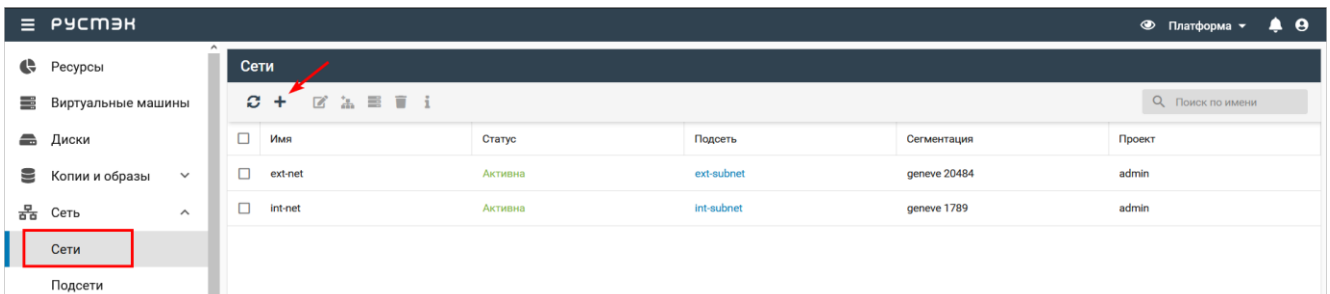 РУСТЭК
Платформа
Ресурсы
Виртуальные машины
Диски
Копии и образы
Сеть
Сети
Подсети
Сети
Поиск по имени
Имя Статус Подсеть Сегментация Проект
ext-net Активна ext-subnet geneve 20484 admin
int-net Активна int-subnet geneve 1789 admin